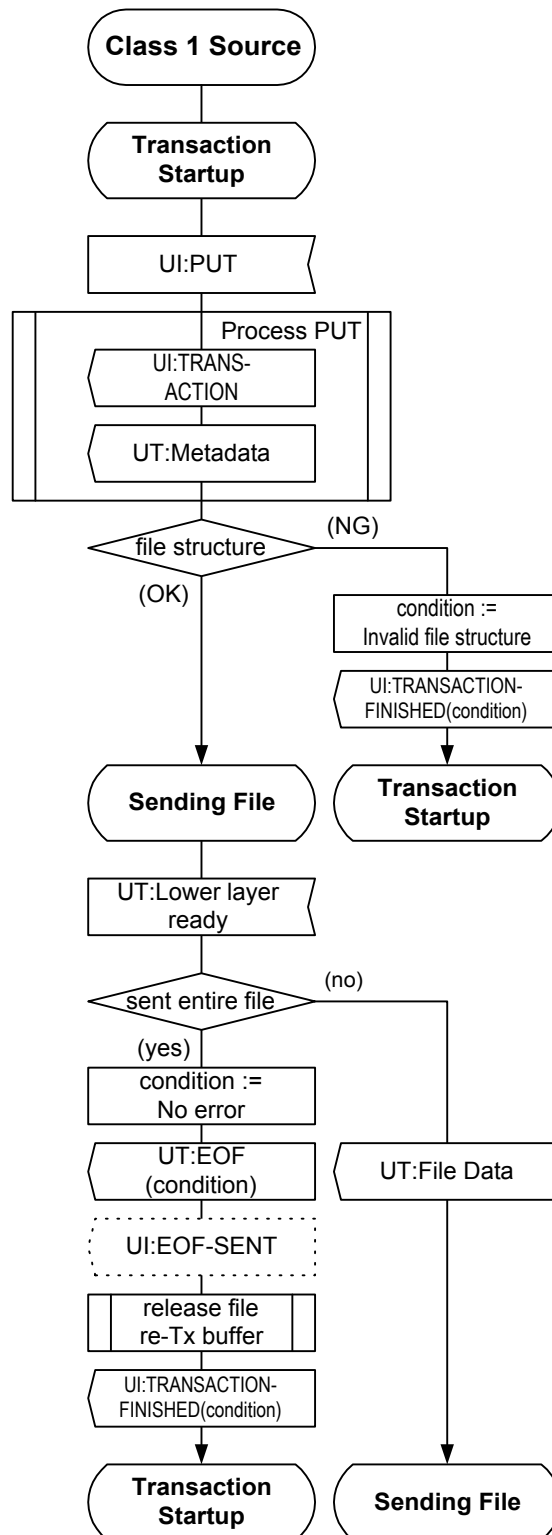 Class 1 Source
Transaction
Startup
UI:PUT
Process PUT
UI:TRANS-
ACTION
UT:Metadata
file structure
(NG)
(OK)
condition :=
Invalid file structure
UI:TRANSACTION-
FINISHED(condition)
Sending File
Transaction
Startup
UT:Lower layer
ready
sent entire file
(no)
(yes)
condition :=
No error
UT:EOF
(condition)
UT:File Data
UI:EOF-SENT
release file
re-Tx buffer
UI:TRANSACTION-
FINISHED(condition)
Transaction
Startup
Sending File